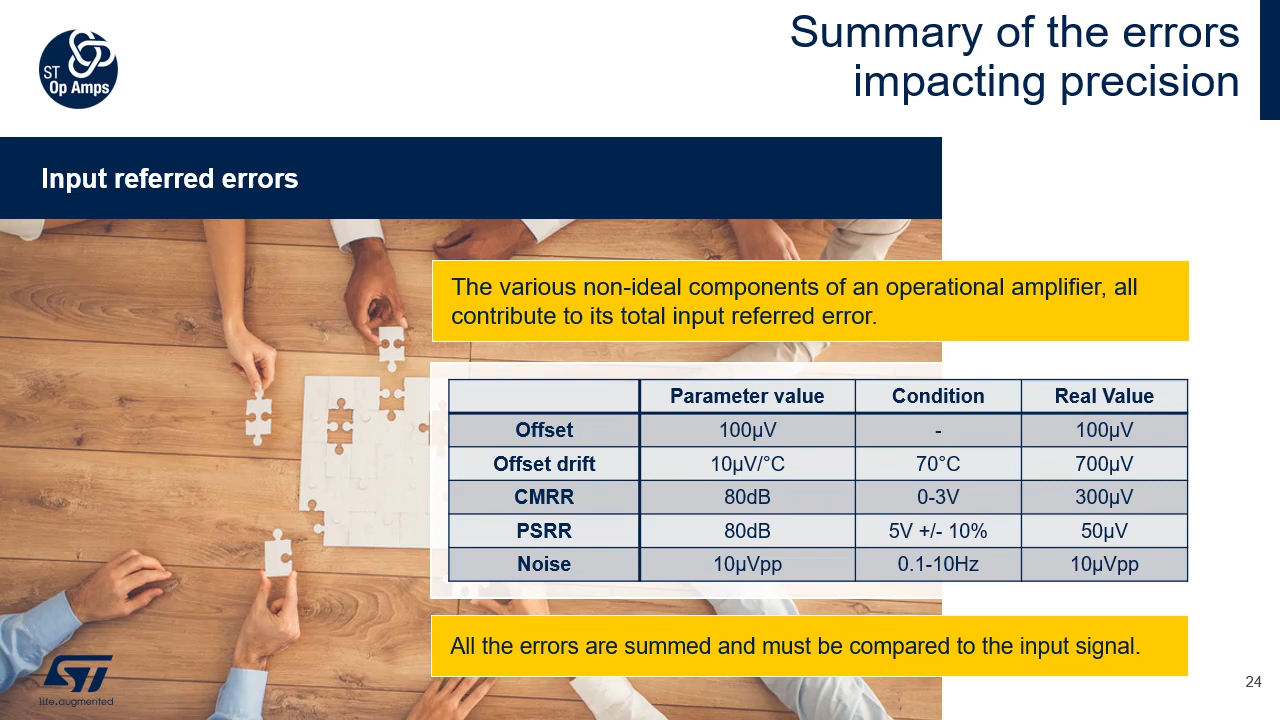 ST
Op Amps
Summary of the errors
impacting precision
Input referred errors
The various non-ideal components of an operational amplifier, all
contribute to its total input referred error.
Parameter value Condition Real Value
Offset 100µV - 100µV
Offset drift 10µV/°C 70°C 700µV
CMRR 80dB 0-3V 300µV
PSRR 80dB 5V +/- 10% 50µV
Noise 10µVpp 0.1-10Hz 10µVpp
All the errors are summed and must be compared to the input signal.
ST
life.augmented
24